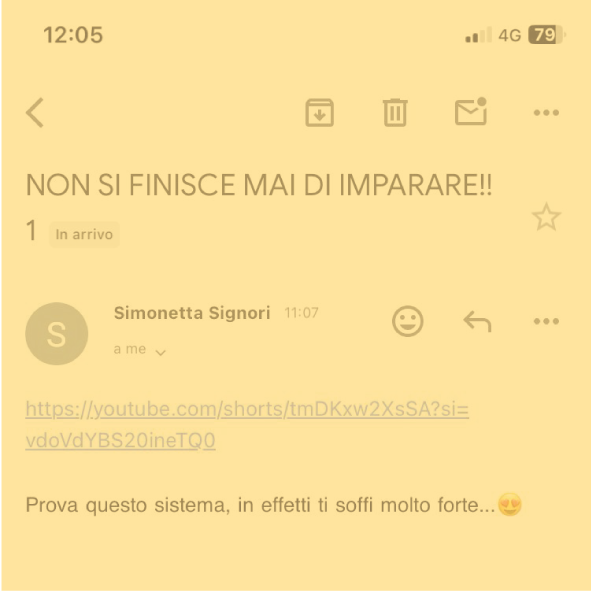 12:05 4G 79
NON SI FINISCE MAI DI IMPARARE!!
1 In arrivo
S Simonetta Signori 11:07
a me
https://youtube.com/shorts/tmDKxw2XsSA?si=
vdoVdYBS20ineTQ0
Prova questo sistema, in effetti ti soffi molto forte...😍